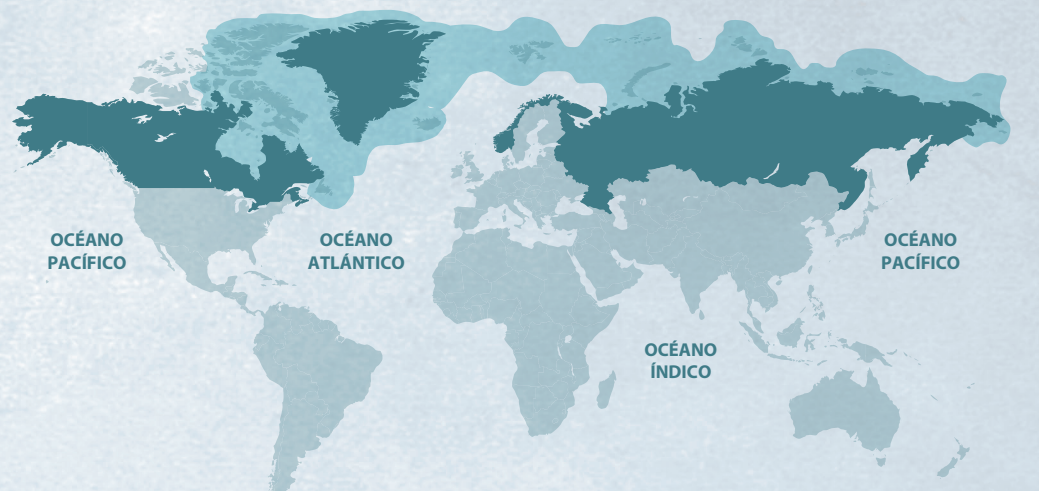 OCÉANO
PACÍFICO
OCÉANO
ATLÁNTICO
OCÉANO
PACÍFICO
OCÉANO
ÍNDICO